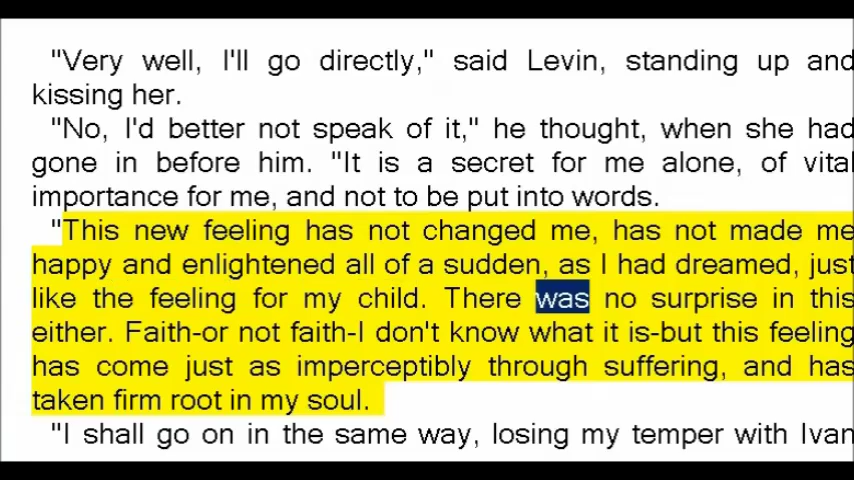 "Very well, I'll go directly," said Levin, standing up and
kissing her.
"No, I'd better not speak of it," he thought, when she had
gone in before him. "It is a secret for me alone, of vital
importance for me, and not to be put into words.
"This new feeling has not changed me, has not made me
happy and enlightened all of a sudden, as I had dreamed, just
like the feeling for my child. There was no surprise in this
either. Faith-or not faith-I don't know what it is-but this feeling
has come just as imperceptibly through suffering, and has
taken firm root in my soul.
"I shall go on in the same way, losing my temper with Ivan